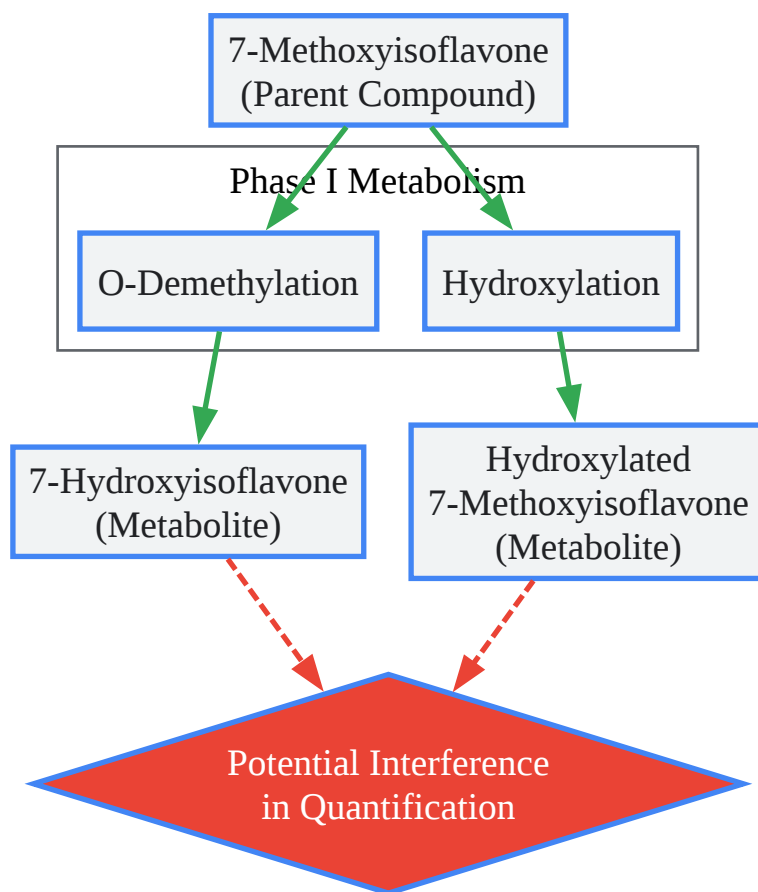 7-Methoxyisoflavone
(Parent Compound)
Phase I Metabolism
O-Demethylation
Hydroxylation
7-Hydroxyisoflavone
(Metabolite)
Hydroxylated
7-Methoxyisoflavone
(Metabolite)
Potential Interference
in Quantification